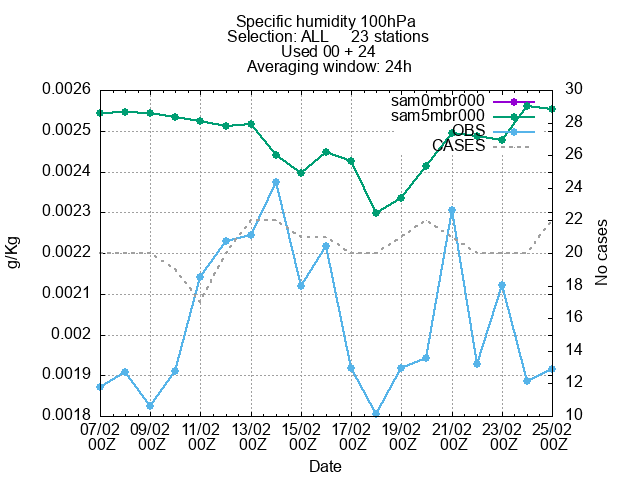 Specific humidity 100hPa
Selection: ALL     23 stations
Used 00 + 24
Averaging window: 24h
sam0mbr000
sam5mbr000
OBS
CASES
0.0026
0.0025
0.0024
0.0023
0.0022
0.0021
0.002
0.0019
0.0018
g/Kg
30
28
26
24
22
20
18
16
14
12
10
No cases
07/02 09/02 11/02 13/02 15/02 17/02 19/02 21/02 23/02 25/02
00Z 00Z 00Z 00Z 00Z 00Z 00Z 00Z 00Z 00Z
Date